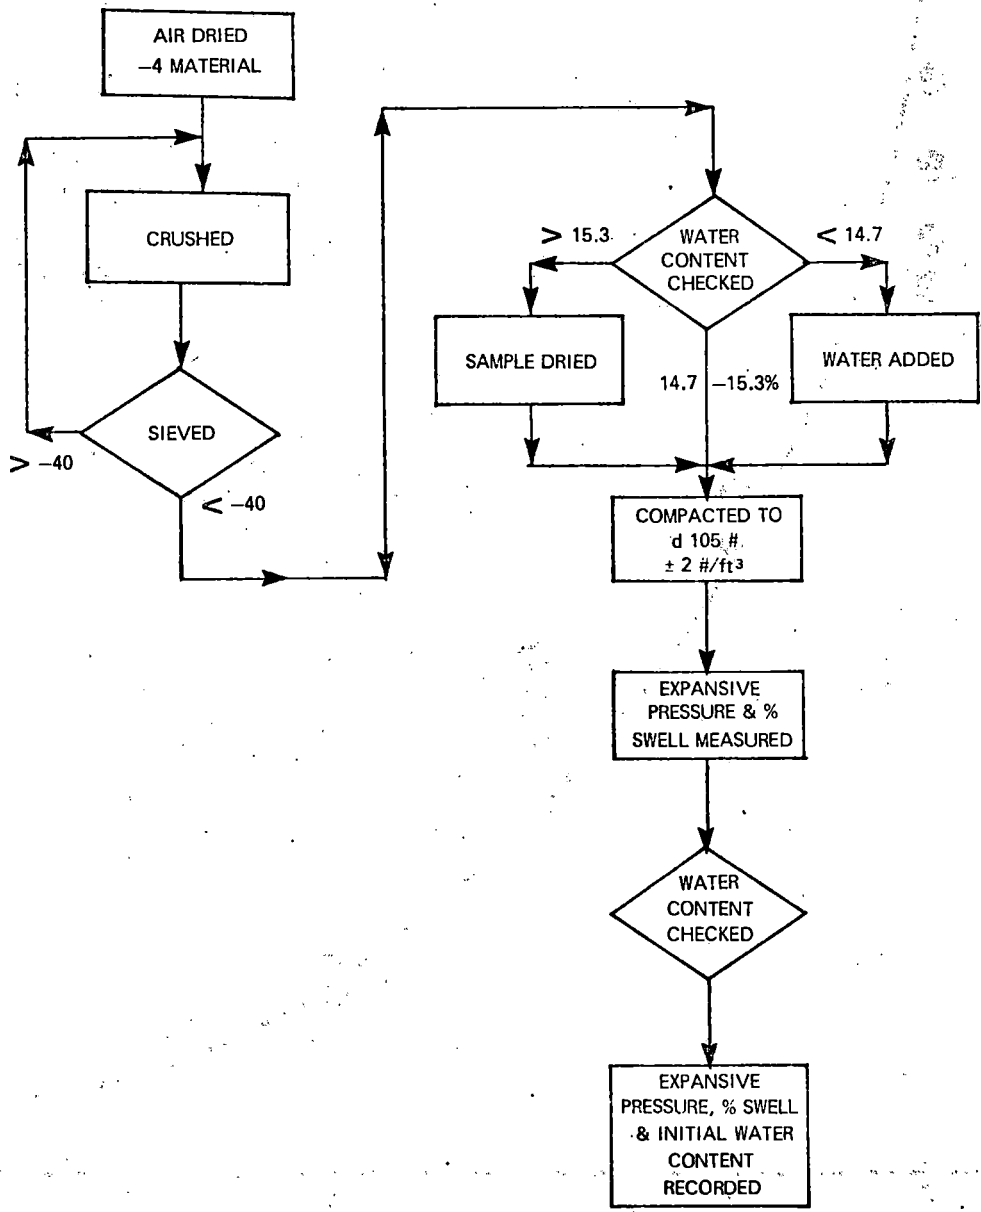 AIR DRIED
−4 MATERIAL
CRUSHED
SIEVED
> −40
< −40
WATER
CONTENT
CHECKED
> 15.3
< 14.7
SAMPLE DRIED
14.7 −15.3%
WATER ADDED
COMPACTED TO
d 105 #
± 2 #/ft³
EXPANSIVE
PRESSURE & %
SWELL MEASURED
WATER
CONTENT
CHECKED
EXPANSIVE
PRESSURE, % SWELL
& INITIAL WATER
CONTENT
RECORDED